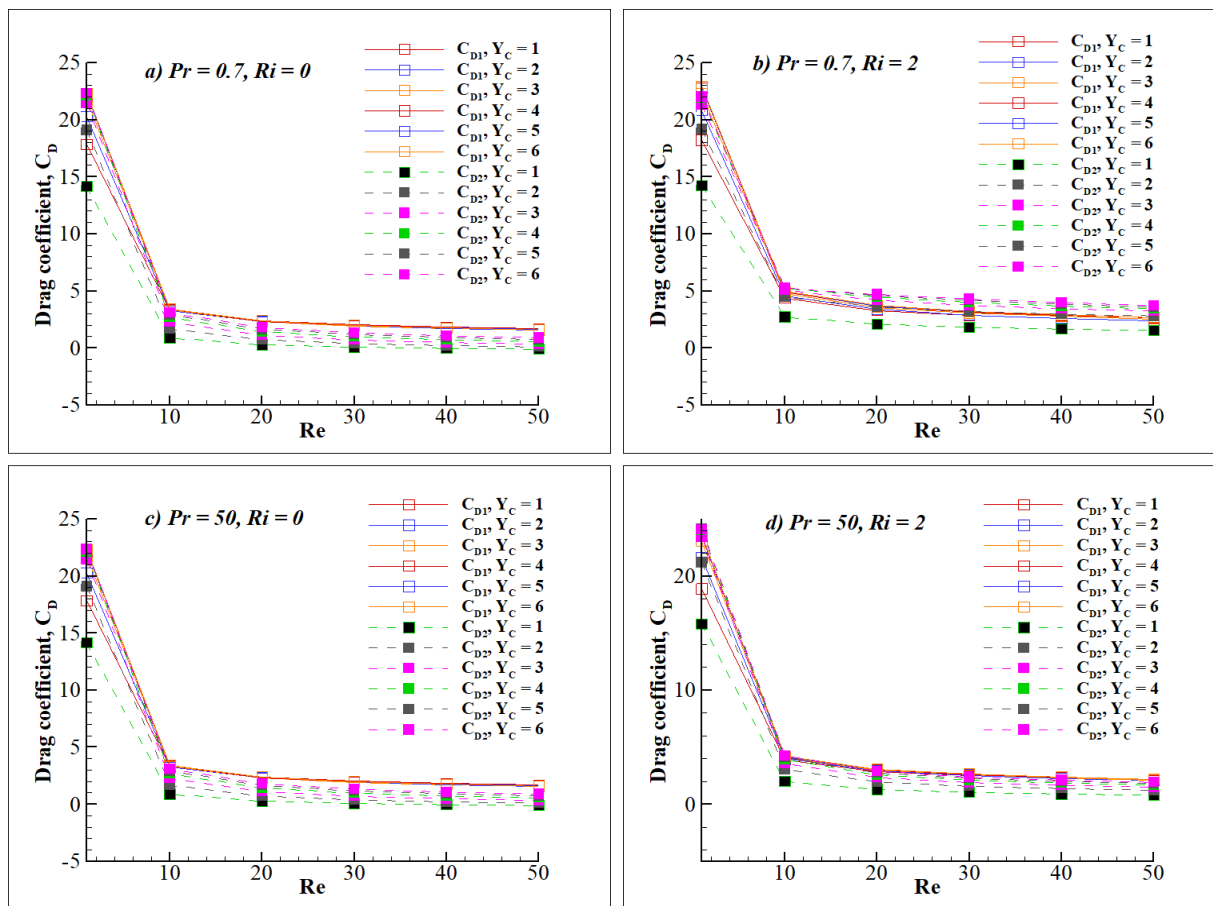 a) Pr = 0.7, Ri = 0
C_D1, Y_C = 1
C_D1, Y_C = 2
C_D1, Y_C = 3
C_D1, Y_C = 4
C_D1, Y_C = 5
C_D1, Y_C = 6
C_D2, Y_C = 1
C_D2, Y_C = 2
C_D2, Y_C = 3
C_D2, Y_C = 4
C_D2, Y_C = 5
C_D2, Y_C = 6
Drag coefficient, C_D
25
20
15
10
5
0
-5
10 20 30 40 50
Re
b) Pr = 0.7, Ri = 2
C_D1, Y_C = 1
C_D1, Y_C = 2
C_D1, Y_C = 3
C_D1, Y_C = 4
C_D1, Y_C = 5
C_D1, Y_C = 6
C_D2, Y_C = 1
C_D2, Y_C = 2
C_D2, Y_C = 3
C_D2, Y_C = 4
C_D2, Y_C = 5
C_D2, Y_C = 6
Drag coefficient, C_D
25
20
15
10
5
0
-5
10 20 30 40 50
Re
c) Pr = 50, Ri = 0
C_D1, Y_C = 1
C_D1, Y_C = 2
C_D1, Y_C = 3
C_D1, Y_C = 4
C_D1, Y_C = 5
C_D1, Y_C = 6
C_D2, Y_C = 1
C_D2, Y_C = 2
C_D2, Y_C = 3
C_D2, Y_C = 4
C_D2, Y_C = 5
C_D2, Y_C = 6
Drag coefficient, C_D
25
20
15
10
5
0
-5
10 20 30 40 50
Re
d) Pr = 50, Ri = 2
C_D1, Y_C = 1
C_D1, Y_C = 2
C_D1, Y_C = 3
C_D1, Y_C = 4
C_D1, Y_C = 5
C_D1, Y_C = 6
C_D2, Y_C = 1
C_D2, Y_C = 2
C_D2, Y_C = 3
C_D2, Y_C = 4
C_D2, Y_C = 5
C_D2, Y_C = 6
Drag coefficient, C_D
20
10
0
10 20 30 40 50
Re